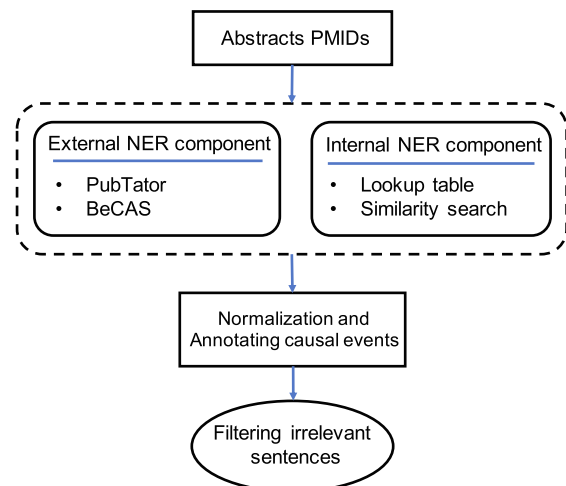 Abstracts PMIDs
External NER component
• PubTator
• BeCAS
Internal NER component
• Lookup table
• Similarity search
Normalization and
Annotating causal events
Filtering irrelevant
sentences